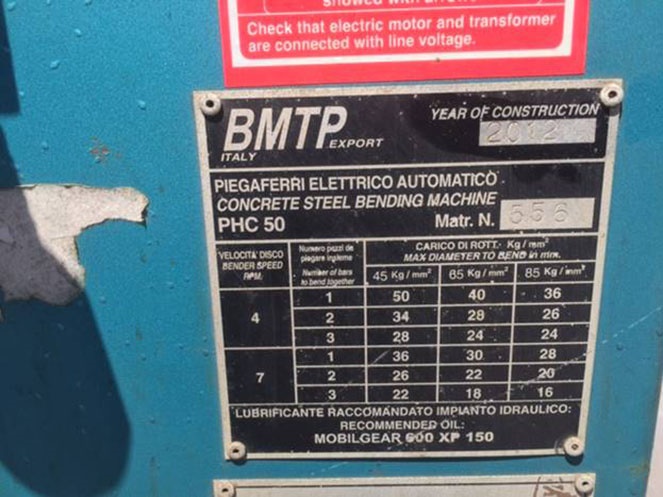 Check that electric motor and transformer
are connected with line voltage.
BMTP EXPORT
ITALY
YEAR OF CONSTRUCTION
2012
PIEGAFERRI ELETTRICO AUTOMATICO
CONCRETE STEEL BENDING MACHINE
PHC 50 Matr. N. 556
VELOCITA' DISCO
BENDER SPEED
RPM.
Numero pezzi da
piegare insieme
Number of bars
to bend together
CARICO DI ROTT. Kg / mm²
MAX DIAMETER TO BEND in mm.
45 Kg / mm² 65 Kg / mm² 85 Kg / mm²
4 1 50 40 36
2 34 28 26
3 28 24 24
7 1 36 30 28
2 26 22 20
3 22 18 16
LUBRIFICANTE RACCOMANDATO IMPIANTO IDRAULICO:
RECOMMENDED OIL:
MOBILGEAR 600 XP 150